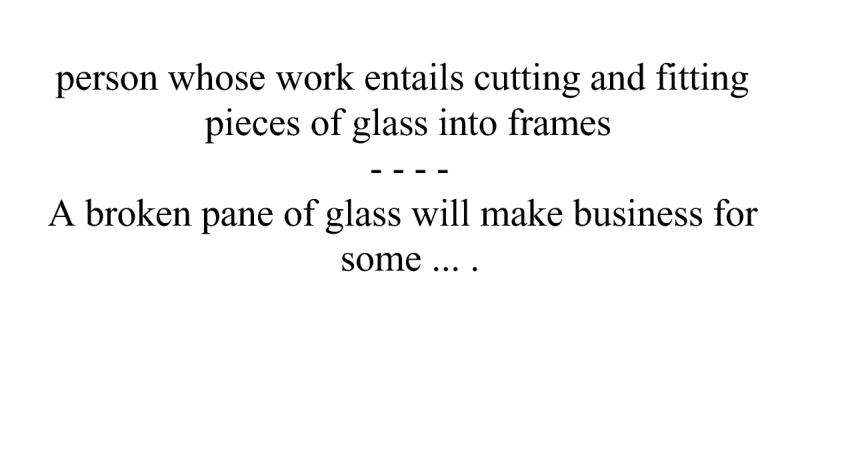 person whose work entails cutting and fitting
pieces of glass into frames
- - - -
A broken pane of glass will make business for
some ... .